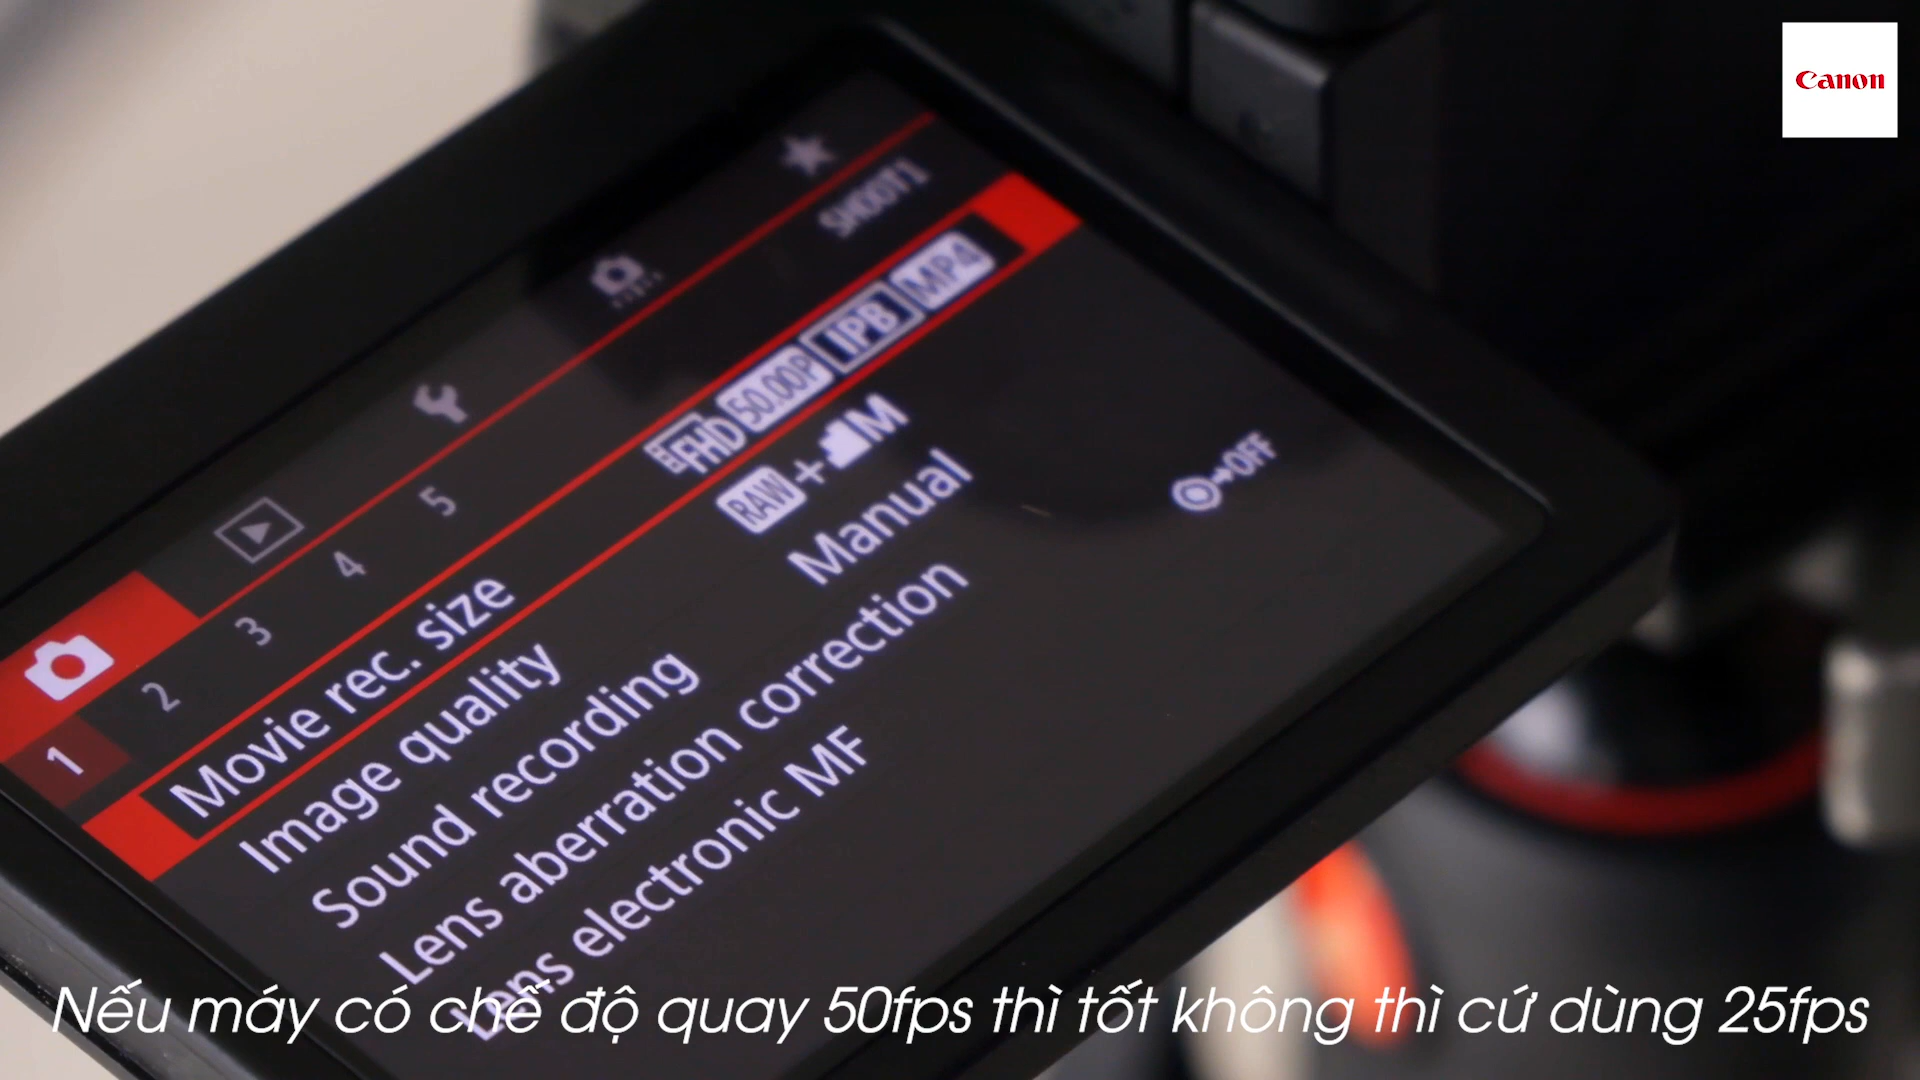 Canon
SHOOT1
1 2 3 4 5
Movie rec. size FHD 50.00P IPB MP4
Image quality RAW+M
Sound recording Manual
Lens aberration correction
Lens electronic MF OFF
Nếu máy có chế độ quay 50fps thì tốt không thì cứ dùng 25fps